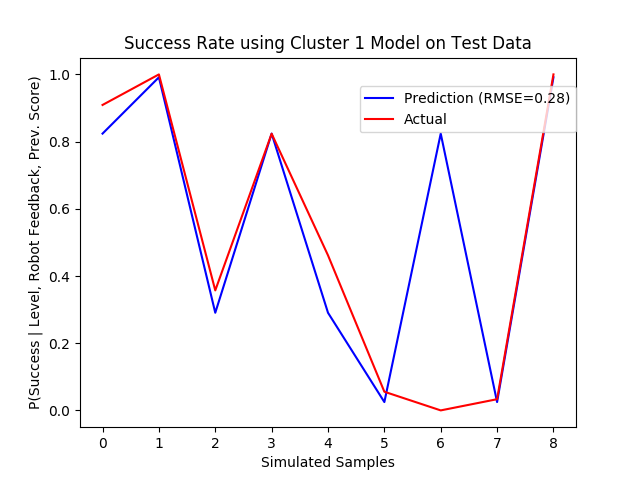 Success Rate using Cluster 1 Model on Test Data
P(Success | Level, Robot Feedback, Prev. Score)
1.0
0.8
0.6
0.4
0.2
0.0
Prediction (RMSE=0.28)
Actual
0 1 2 3 4 5 6 7 8
Simulated Samples